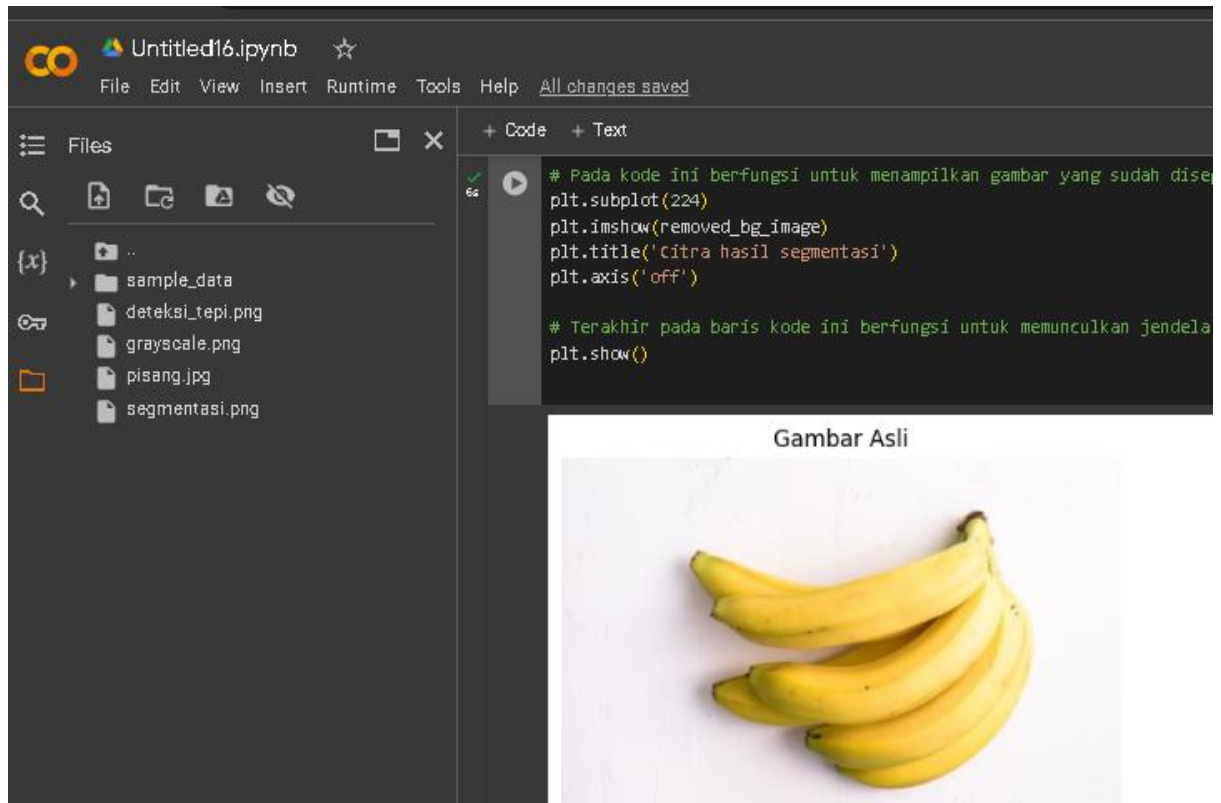 CO Untitled16.ipynb
File Edit View Insert Runtime Tools Help All changes saved
Files
+ Code + Text
{x}
..
sample_data
deteksi_tepi.png
grayscale.png
pisang.jpg
segmentasi.png
6s
# Pada kode ini berfungsi untuk menampilkan gambar yang sudah
plt.subplot(224)
plt.imshow(removed_bg_image)
plt.title('Citra hasil segmentasi')
plt.axis('off')
# Terakhir pada baris kode ini berfungsi untuk memunculkan jendela
plt.show()
Gambar Asli